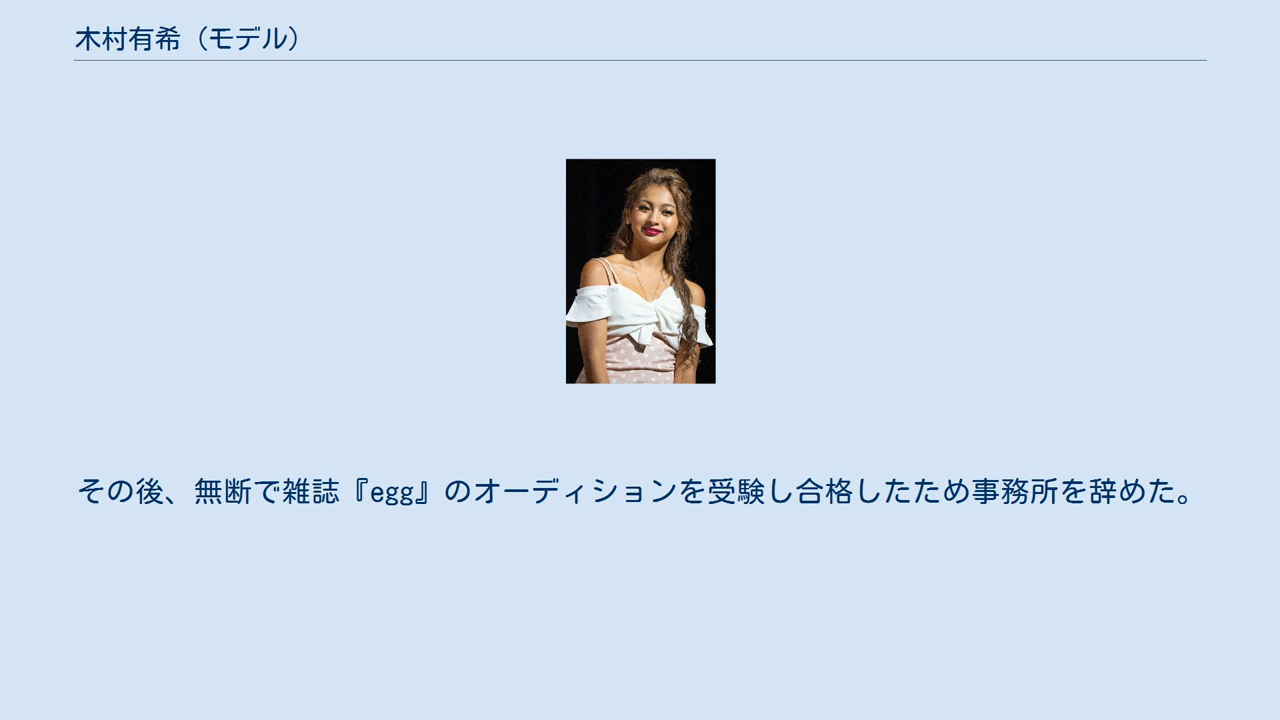 木村有希（モデル）
その後、無断で雑誌『egg』のオーディションを受験し合格したため事務所を辞めた。